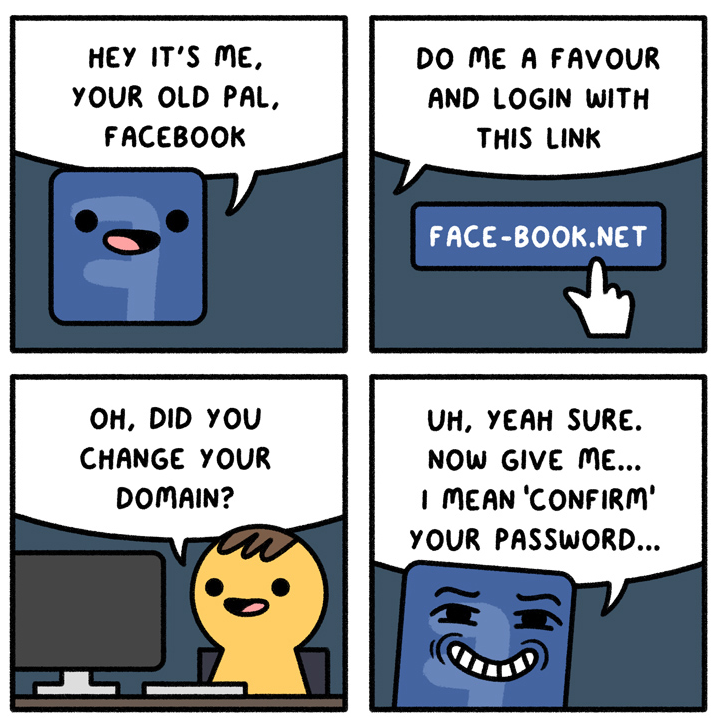 HEY IT'S ME,
YOUR OLD PAL,
FACEBOOK
DO ME A FAVOUR
AND LOGIN WITH
THIS LINK
FACE-BOOK.NET
OH, DID YOU
CHANGE YOUR
DOMAIN?
UH, YEAH SURE.
NOW GIVE ME...
I MEAN 'CONFIRM'
YOUR PASSWORD...